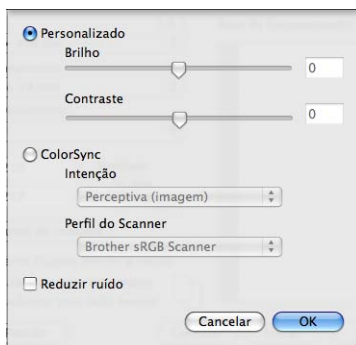 Personalizado
Brilho
0
Contraste
0
ColorSync
Intenção
Perceptiva (imagem)
Perfil do Scanner
Brother sRGB Scanner
Reduzir ruído
Cancelar OK